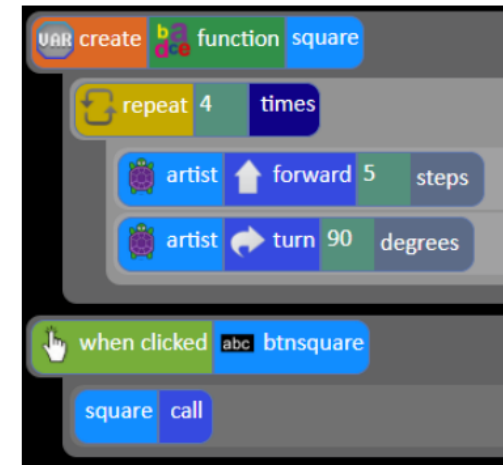 VAR create badce function square
repeat 4 times
artist forward 5 steps
artist turn 90 degrees
when clicked abc btnsquare
square call